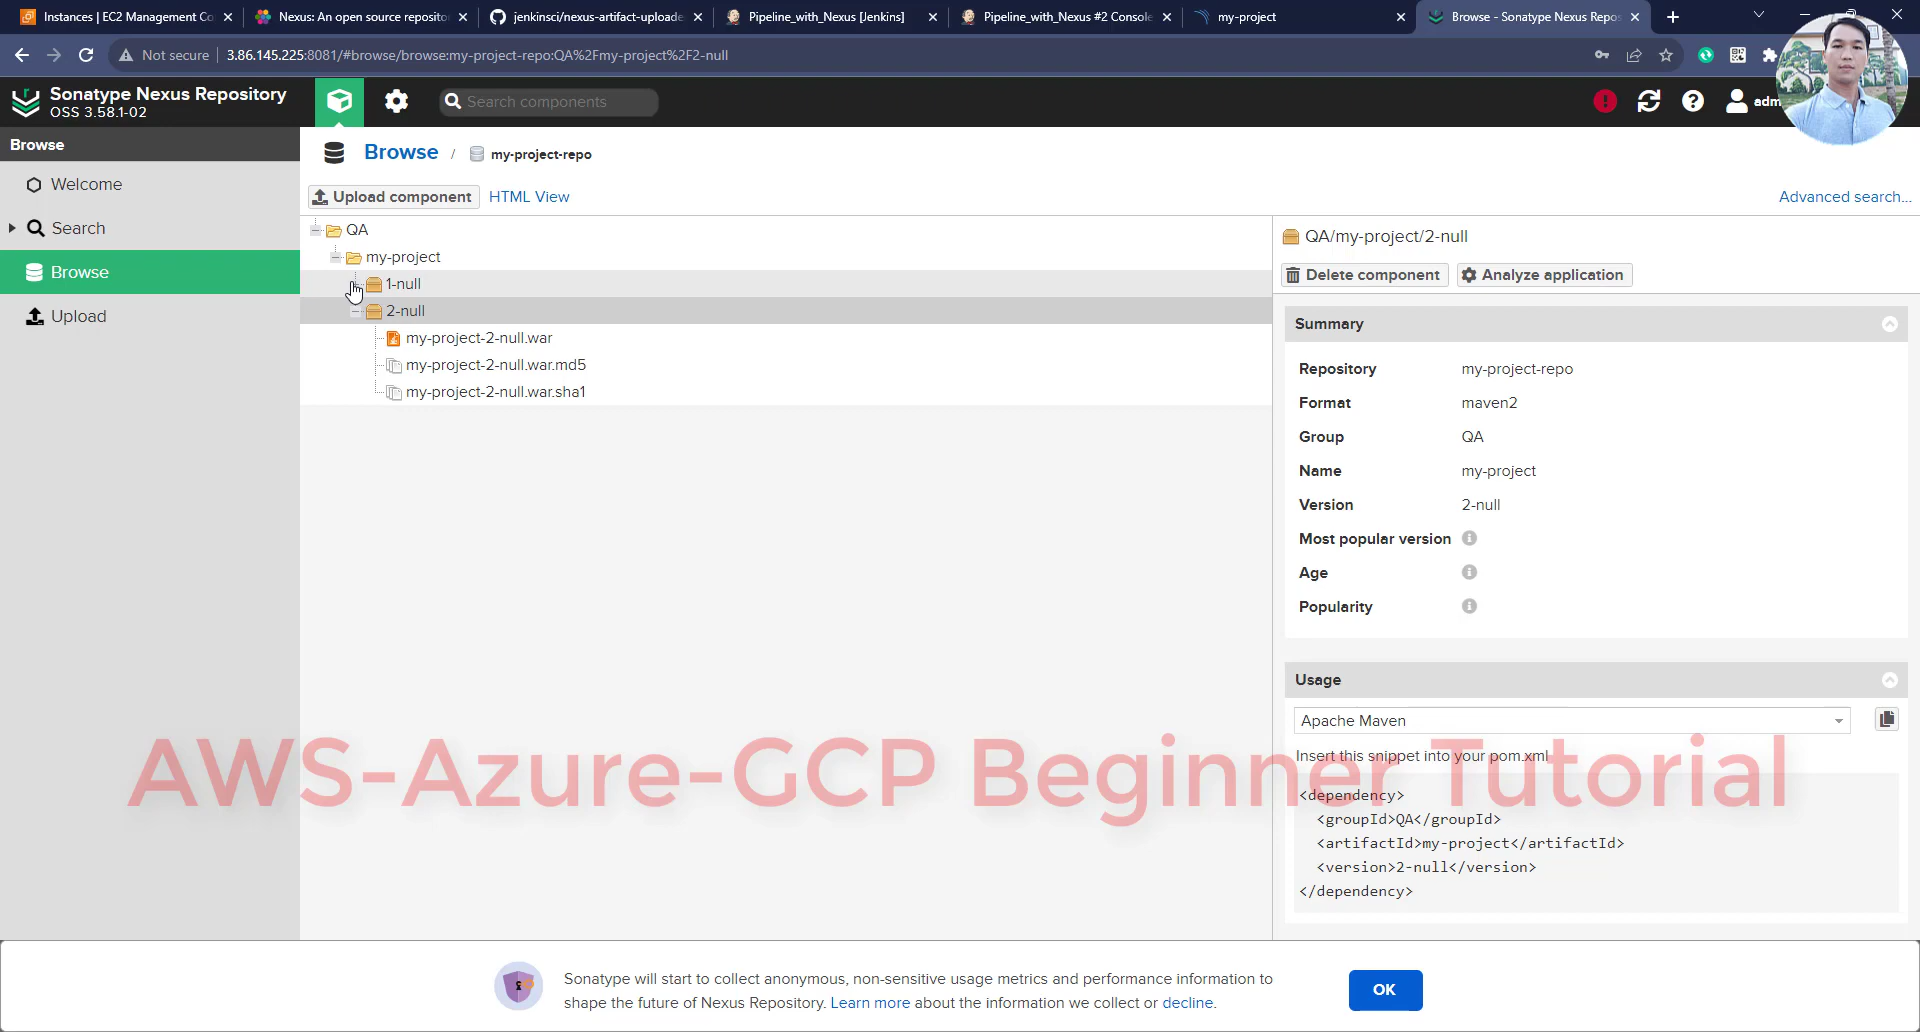 Instances | EC2 Management Co
Nexus: An open source reposito
jenkinsci/nexus-artifact-uploade
Pipeline_with_Nexus [Jenkins]
Pipeline_with_Nexus #2 Console
my-project
Browse - Sonatype Nexus Repos
Not secure
3.86.145.225:8081/#browse/browse:my-project-repo:QA%2Fmy-project%2F2-null
Sonatype Nexus Repository
OSS 3.58.1-02
Search components
adm
Browse
Welcome
Search
Browse
Upload
Browse / my-project-repo
Upload component
HTML View
Advanced search...
QA
my-project
1-null
2-null
my-project-2-null.war
my-project-2-null.war.md5
my-project-2-null.war.sha1
QA/my-project/2-null
Delete component
Analyze application
Summary
Repository my-project-repo
Format maven2
Group QA
Name my-project
Version 2-null
Most popular version
Age
Popularity
Usage
Apache Maven
Insert this snippet into your pom.xml
<dependency>
<groupId>QA</groupId>
<artifactId>my-project</artifactId>
<version>2-null</version>
</dependency>
AWS-Azure-GCP Beginner Tutorial
Sonatype will start to collect anonymous, non-sensitive usage metrics and performance information to
shape the future of Nexus Repository. Learn more about the information we collect or decline.
OK